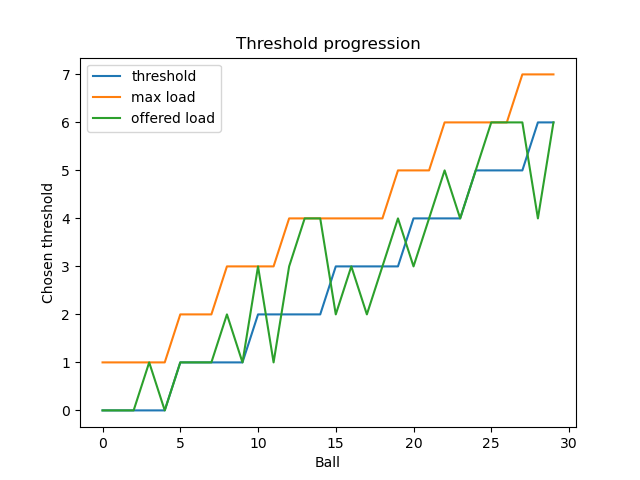 Threshold progression
threshold
max load
offered load
7
6
5
4
3
2
1
0
Chosen threshold
0 5 10 15 20 25 30
Ball